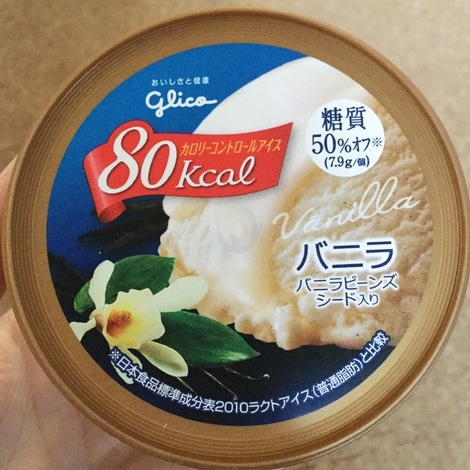 おいしさと健康
Glico
カロリーコントロールアイス
80kcal
糖質
50%オフ※
(7.9g/個)
Vanilla
バニラ
バニラビーンズ
シード入り
※日本食品標準成分表2010ラクトアイス(普通脂肪)と比較